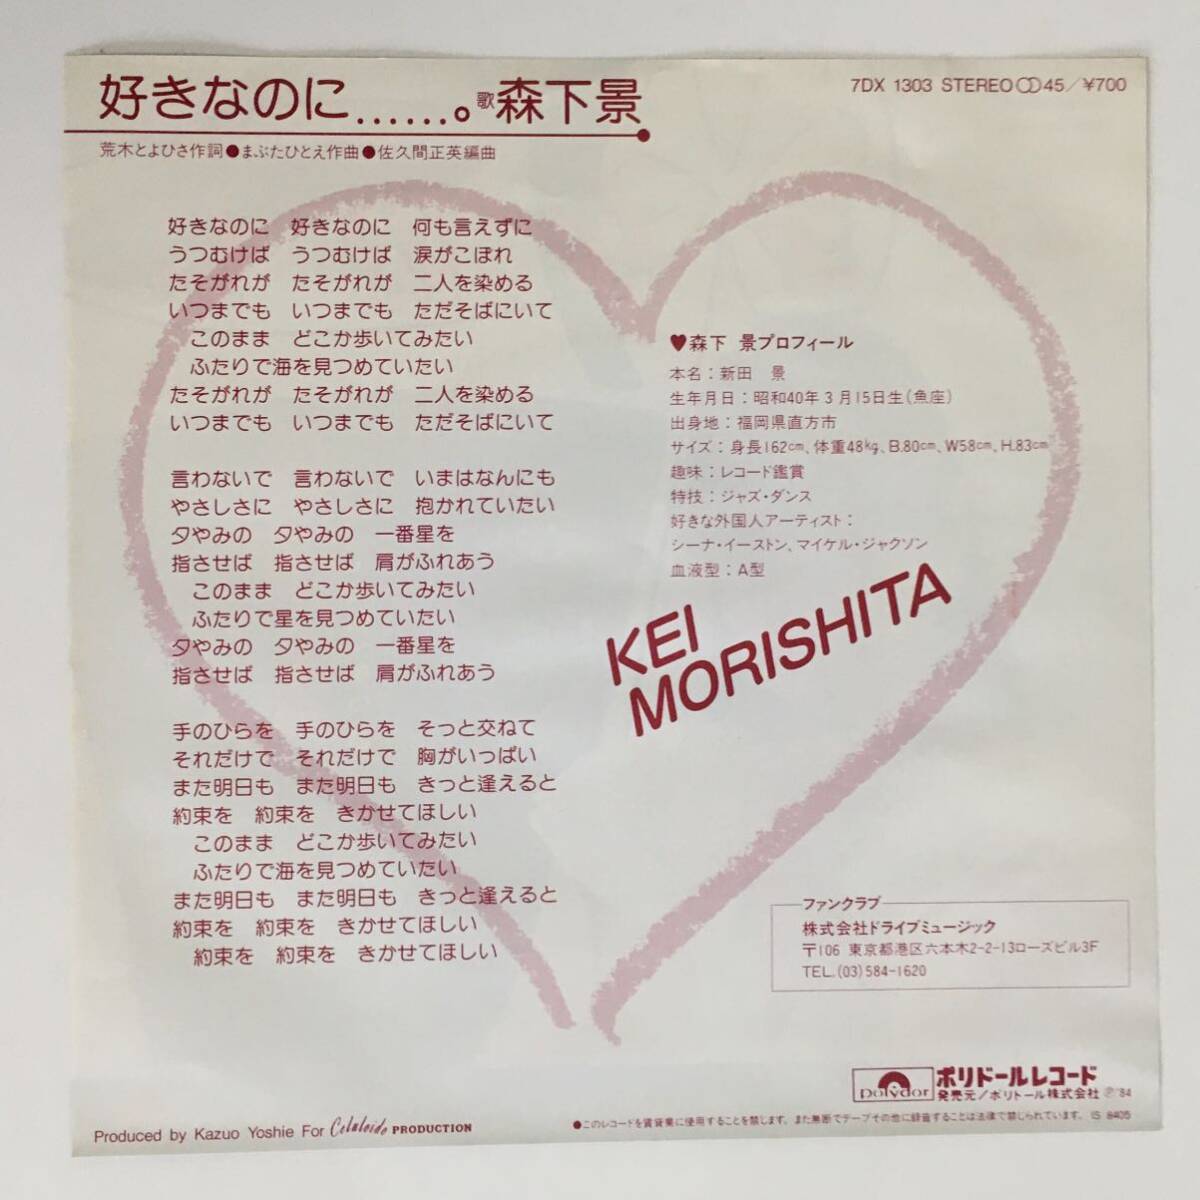 好きなのに……。歌 森下景
7DX 1303 STEREO 45/¥700
荒木とよひさ作詞●まぶたひとえ作曲●佐久間正英編曲
好きなのに　好きなのに　何も言えずに
うつむけば　うつむけば　涙がこぼれ
たそがれが　たそがれが　二人を染める
いつまでも　いつまでも　ただそばにいて
このまま　どこか歩いてみたい
ふたりで海を見つめていたい
たそがれが　たそがれが　二人を染める
いつまでも　いつまでも　ただそばにいて
言わないで　言わないで　いまはなんにも
やさしさに　やさしさに　抱かれていたい
夕やみの　夕やみの　一番星を
指させば　指させば　肩がふれあう
このまま　どこか歩いてみたい
ふたりで星を見つめていたい
夕やみの　夕やみの　一番星を
指させば　指させば　肩がふれあう
手のひらを　手のひらを　そっと交ねて
それだけで　それだけで　胸がいっぱい
また明日も　また明日も　きっと逢えると
約束を　約束を　きかせてほしい
このまま　どこか歩いてみたい
ふたりで海を見つめていたい
また明日も　また明日も　きっと逢えると
約束を　約束を　きかせてほしい
約束を　約束を　きかせてほしい
♥森下　景プロフィール
本名：新田　景
生年月日：昭和40年3月15日生(魚座)
出身地：福岡県直方市
サイズ：身長162cm、体重48kg、B.80cm、W58cm、H.83cm
趣味：レコード鑑賞
特技：ジャズ・ダンス
好きな外国人アーティスト：
シーナ・イーストン、マイケル・ジャクソン
血液型：A型
KEI
MORISHITA
ファンクラブ
株式会社ドライブミュージック
〒106 東京都港区六本木2-2-13ローズビル3F
TEL.(03)584-1620
polydor ポリドールレコード
発売元/ポリドール株式会社 ℗'84
Produced by Kazuo Yoshie For Celuloido PRODUCTION
●このレコードを賃貸業に使用することを禁じます。また無断でテープその他に録音することは法律で禁じられています。 IS 8405